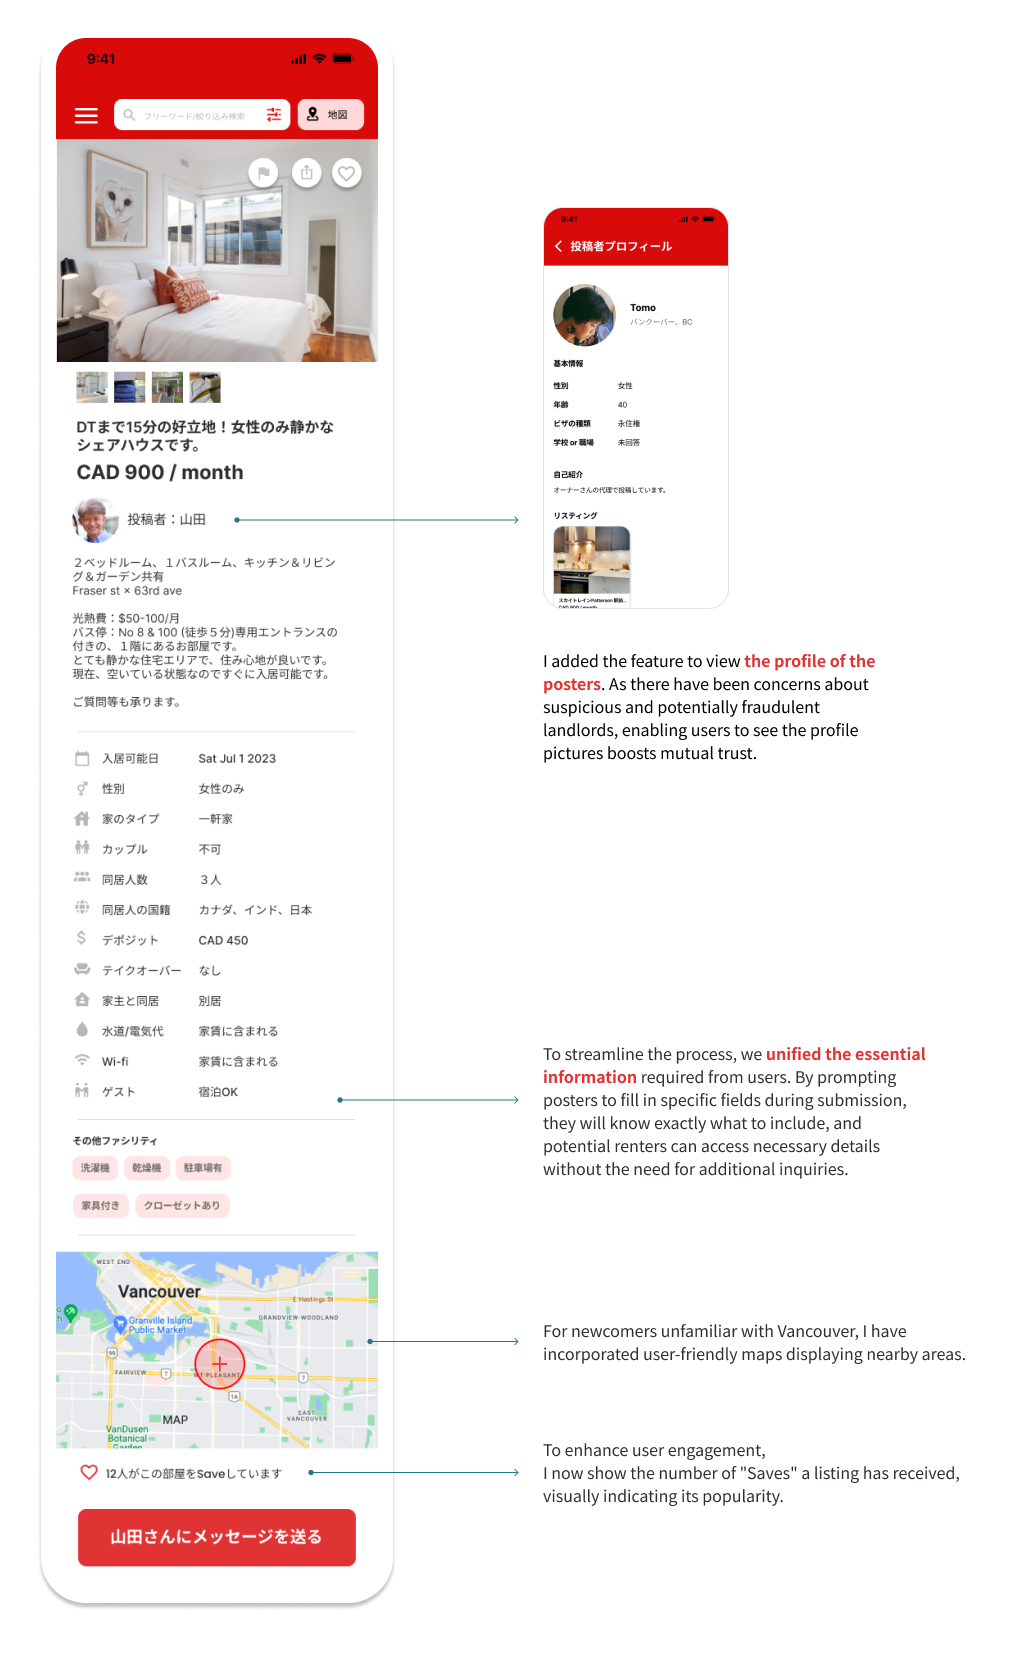 9:41
フリーワード/絞り込み検索
地図
DTまで15分の好立地！女性のみ静かな
シェアハウスです。
CAD 900 / month
投稿者：山田
２ベッドルーム、１バスルーム、キッチン＆リビン
グ＆ガーデン共有
Fraser st × 63rd ave
光熱費：$50-100/月
バス停：No 8 & 100 (徒歩５分)専用エントランスの
付きの、１階にあるお部屋です。
とても静かな住宅エリアで、住み心地が良いです。
現在、空いている状態なのですぐに入居可能です。
ご質問等も承ります。
入居可能日 Sat Jul 1 2023
性別 女性のみ
家のタイプ 一軒家
カップル 不可
同居人数 ３人
同居人の国籍 カナダ、インド、日本
デポジット CAD 450
テイクオーバー なし
家主と同居 別居
水道/電気代 家賃に含まれる
Wi-fi 家賃に含まれる
ゲスト 宿泊OK
その他ファシリティ
洗濯機 乾燥機 駐車場有
家具付き クローゼットあり
WEST END
Vancouver
E Hastings St
Granville Island
Public Market
GRANDVIEW-WOODLAND
99
FAIRVIEW
7
MT PLEASANT
7
1A
EAST
VANCOUVER
MAP
VanDusen
Botanical
Garden
12人がこの部屋をSaveしています
山田さんにメッセージを送る
9:41
投稿者プロフィール
Tomo
バンクーバー、BC
基本情報
性別 女性
年齢 40
ビザの種類 永住権
学校 or 職場 未回答
自己紹介
オーナーさんの代理で投稿しています。
リスティング
スカイトレインPatterson 駅前...
CAD 900 / month
I added the feature to view the profile of the
posters. As there have been concerns about
suspicious and potentially fraudulent
landlords, enabling users to see the profile
pictures boosts mutual trust.
To streamline the process, we unified the essential
information required from users. By prompting
posters to fill in specific fields during submission,
they will know exactly what to include, and
potential renters can access necessary details
without the need for additional inquiries.
For newcomers unfamiliar with Vancouver, I have
incorporated user-friendly maps displaying nearby areas.
To enhance user engagement,
I now show the number of "Saves" a listing has received,
visually indicating its popularity.